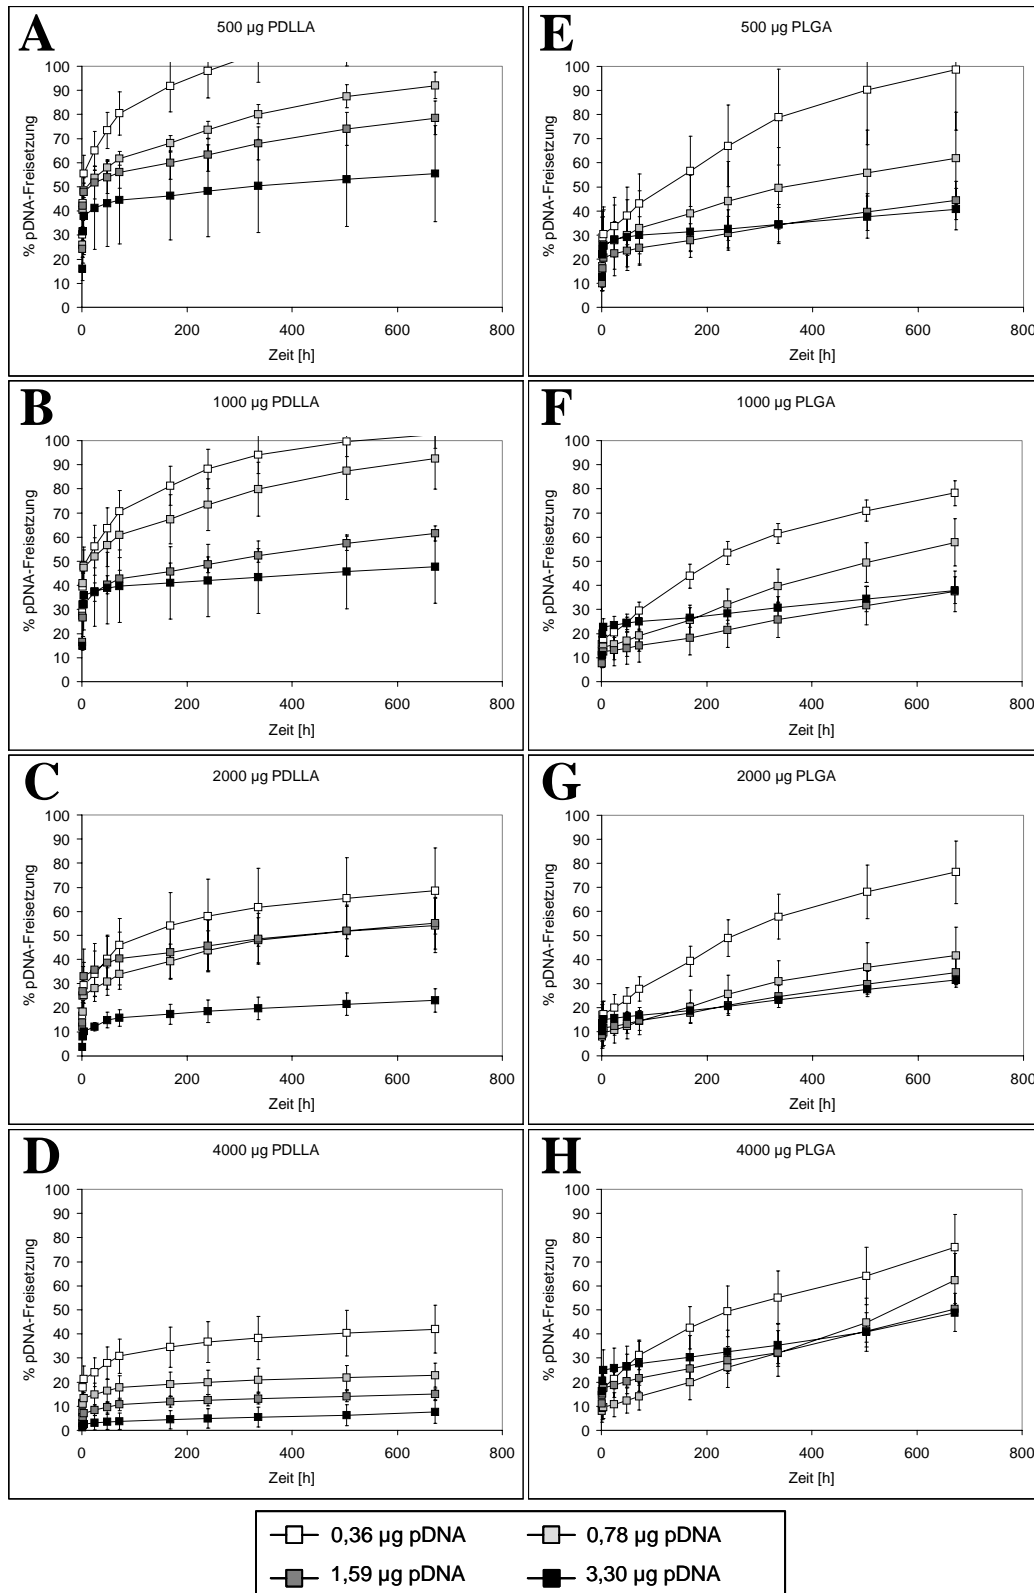 A
500 µg PDLLA
% pDNA-Freisetzung
100
90
80
70
60
50
40
30
20
10
0
0 200 400 600 800
Zeit [h]
E
500 µg PLGA
% pDNA-Freisetzung
100
90
80
70
60
50
40
30
20
10
0
0 200 400 600 800
Zeit [h]
B
1000 µg PDLLA
% pDNA-Freisetzung
100
90
80
70
60
50
40
30
20
10
0
0 200 400 600 800
Zeit [h]
F
1000 µg PLGA
% pDNA-Freisetzung
100
90
80
70
60
50
40
30
20
10
0
0 200 400 600 800
Zeit [h]
C
2000 µg PDLLA
% pDNA-Freisetzung
100
90
80
70
60
50
40
30
20
10
0
0 200 400 600 800
Zeit [h]
G
2000 µg PLGA
% pDNA-Freisetzung
100
90
80
70
60
50
40
30
20
10
0
0 200 400 600 800
Zeit [h]
D
4000 µg PDLLA
% pDNA-Freisetzung
100
90
80
70
60
50
40
30
20
10
0
0 200 400 600 800
Zeit [h]
H
4000 µg PLGA
% pDNA-Freisetzung
100
90
80
70
60
50
40
30
20
10
0
0 200 400 600 800
Zeit [h]
0,36 µg pDNA 0,78 µg pDNA
1,59 µg pDNA 3,30 µg pDNA